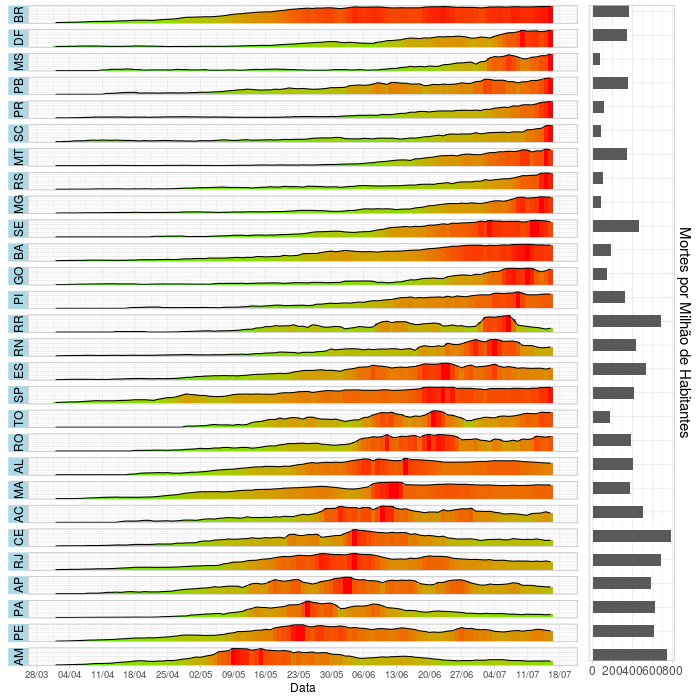 BR
DF
MS
PB
PR
SC
MT
RS
MG
SE
BA
GO
PI
RR
RN
ES
SP
TO
RO
AL
MA
AC
CE
RJ
AP
PA
PE
AM
28/03 04/04 11/04 18/04 25/04 02/05 09/05 16/05 23/05 30/05 06/06 13/06 20/06 27/06 04/07 11/07 18/07
Data
0 200 400 600 800
Mortes por Milhão de Habitantes